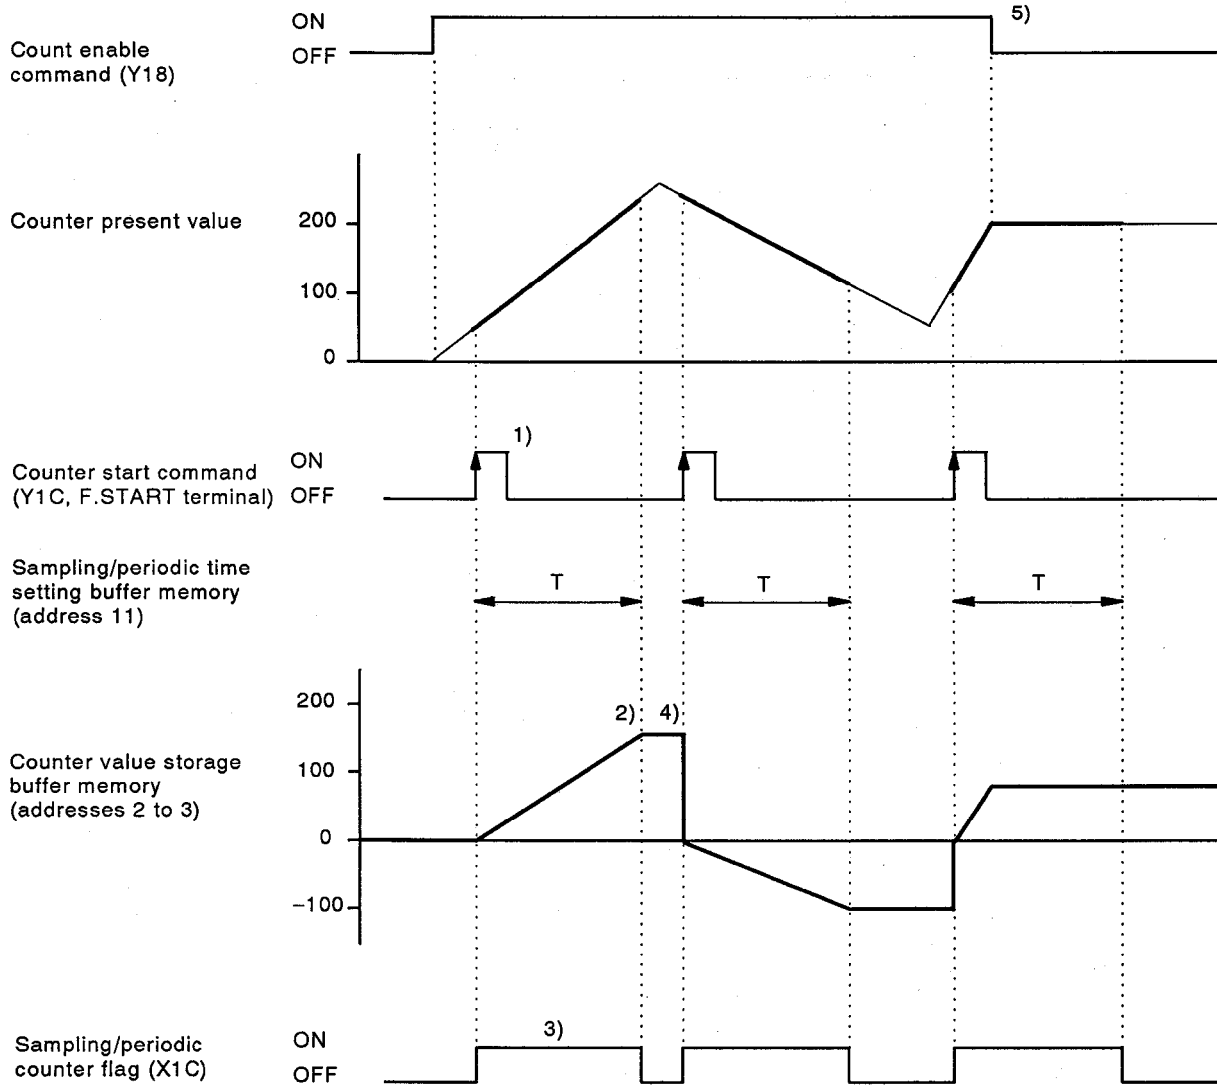 ON
5)
OFF
Count enable
command (Y18)
Counter present value
200
100
0
1)
Counter start command
(Y1C, F.START terminal)
ON
OFF
Sampling/periodic time
setting buffer memory
(address 11)
T
T
T
200
2)
4)
Counter value storage
buffer memory
(addresses 2 to 3)
100
0
−100
3)
Sampling/periodic
counter flag (X1C)
ON
OFF